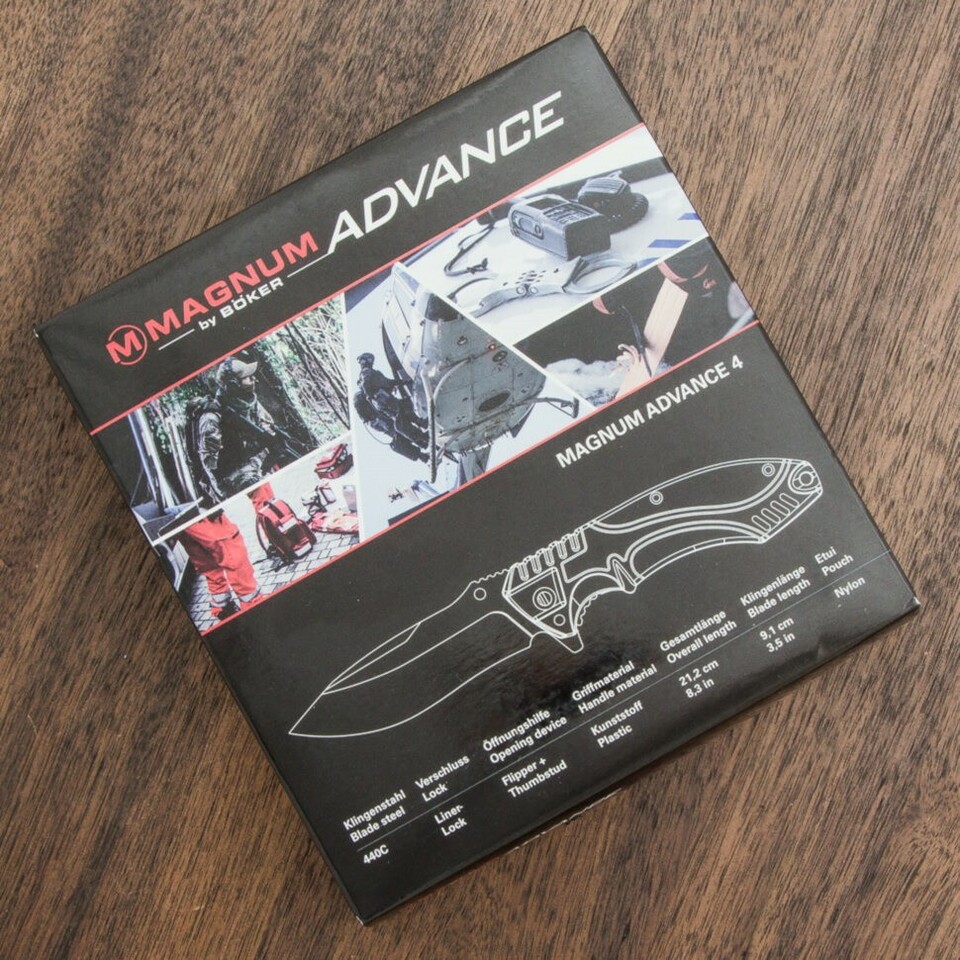 M MAGNUM ADVANCE
by BÖKER
MAGNUM ADVANCE 4
Klingenstahl Verschluss Öffnungshilfe Griffmaterial Gesamtlänge Klingenlänge Etui
Blade steel Lock Opening device Handle material Overall length Blade length Pouch
440C Liner- Flipper + Kunststoff 21,2 cm 9,1 cm Nylon
Lock Thumbstud Plastic 8,3 in 3,5 in